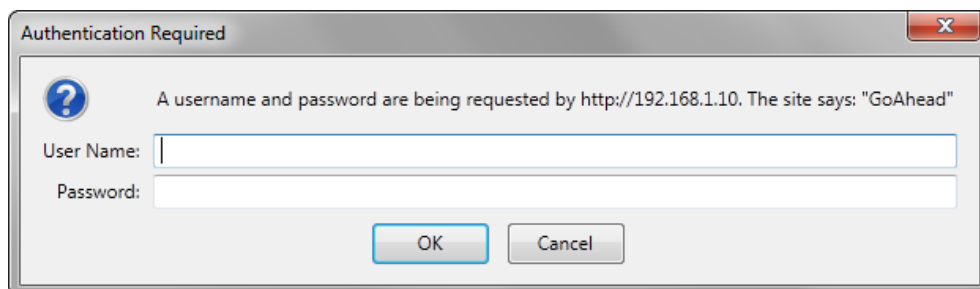 Authentication Required
A username and password are being requested by http://192.168.1.10. The site says: "GoAhead"
User Name:
Password:
OK
Cancel